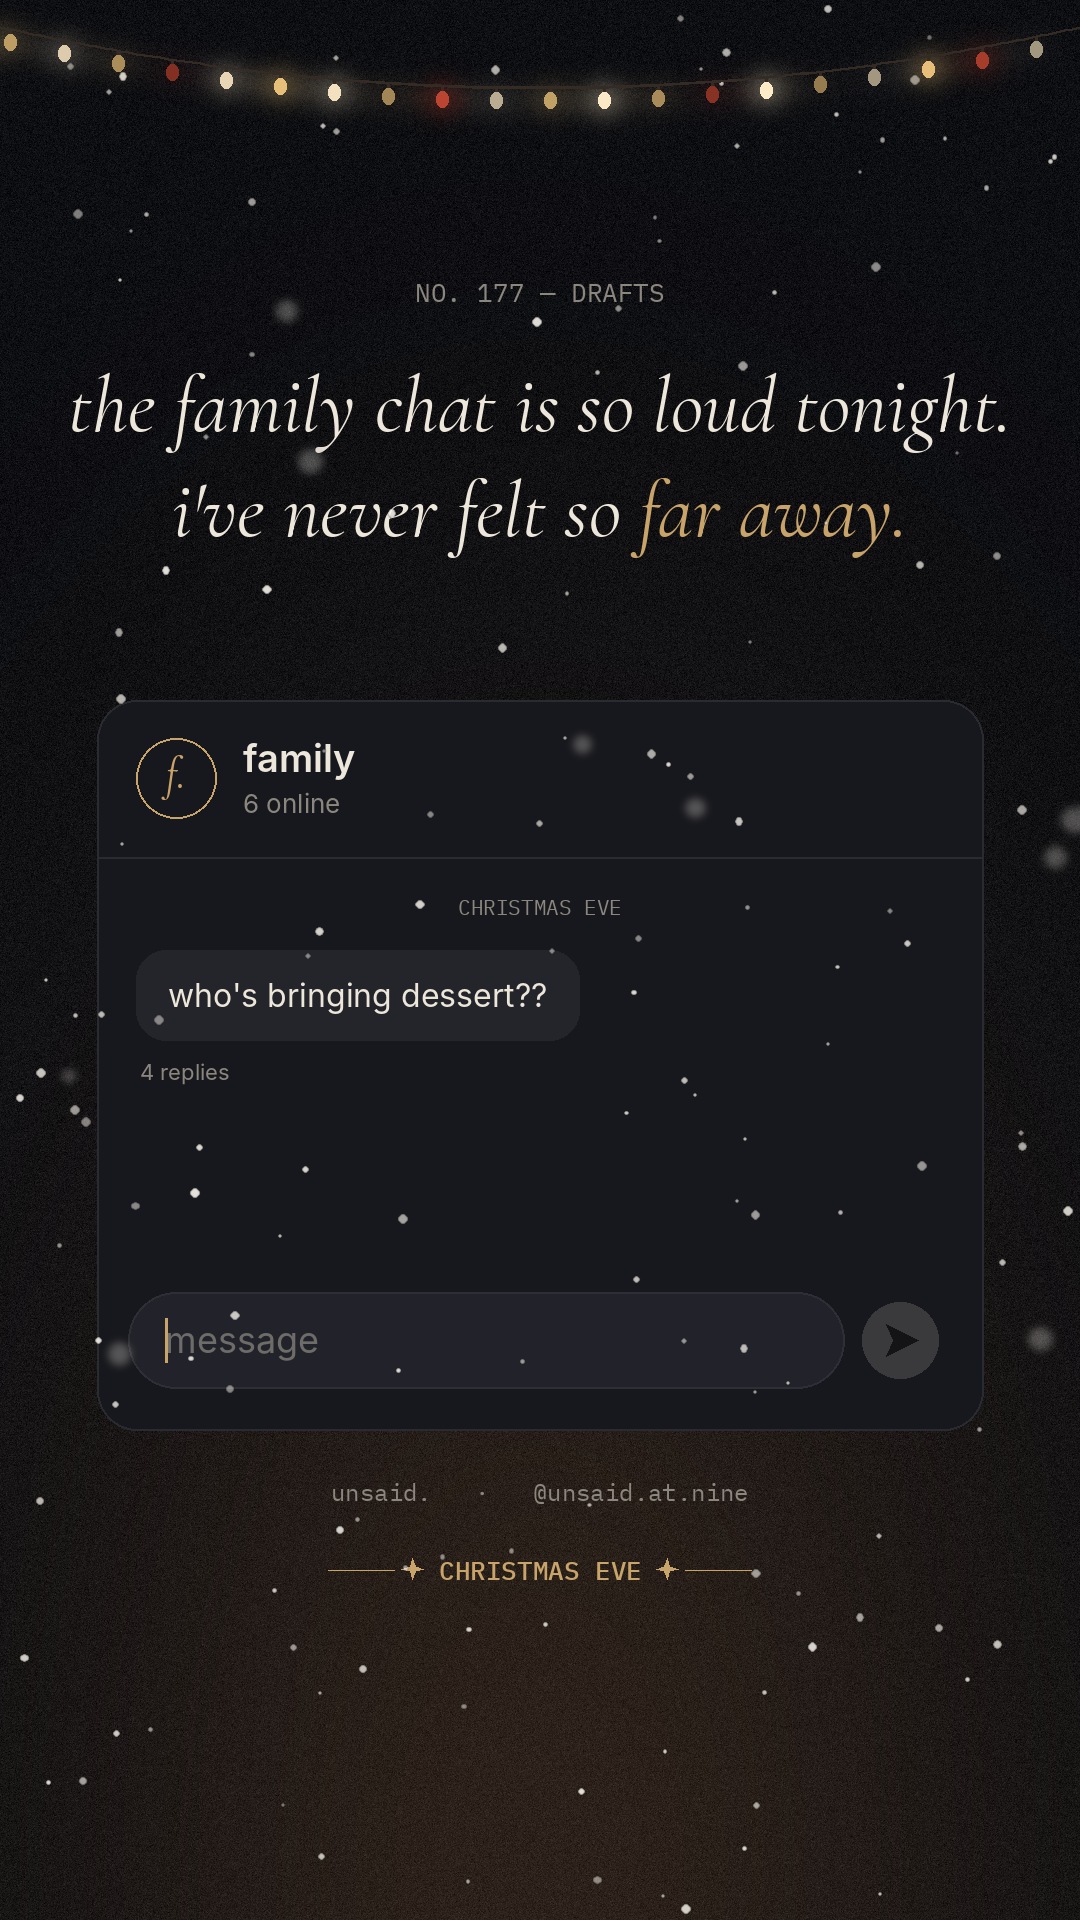 NO. 177 — DRAFTS
the family chat is so loud tonight.
i've never felt so far away.
f.
family
6 online
CHRISTMAS EVE
who's bringing dessert??
4 replies
message
unsaid. · @unsaid.at.nine
CHRISTMAS EVE